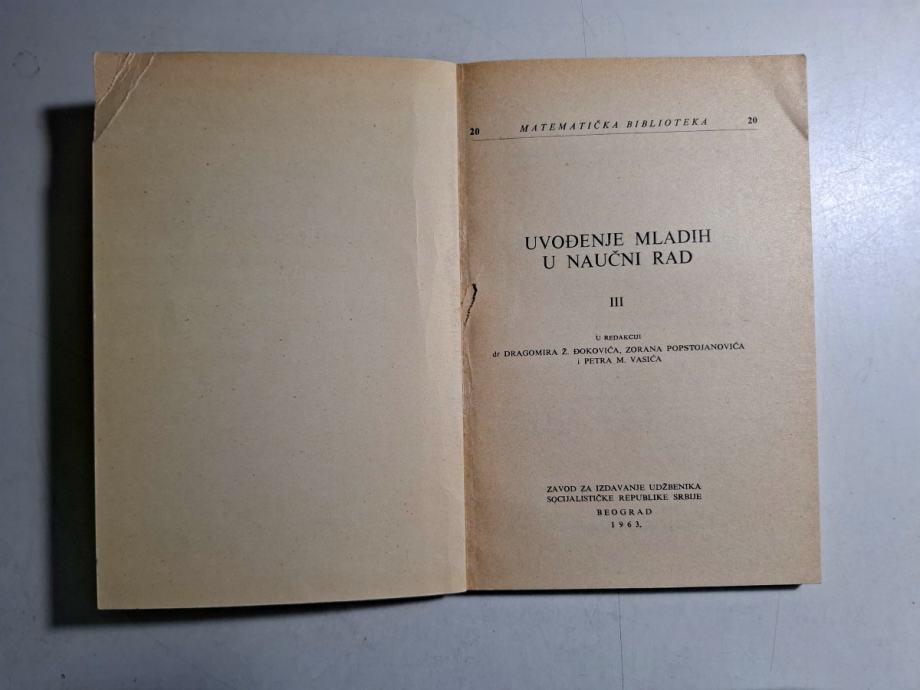 20 MATEMATIČKA BIBLIOTEKA 20
UVOĐENJE MLADIH
U NAUČNI RAD
III
U REDAKCIJI
dr DRAGOMIRA Ž. ĐOKOVIĆA, ZORANA POPSTOJANOVIĆA
i PETRA M. VASIĆA
ZAVOD ZA IZDAVANJE UDŽBENIKA
SOCIJALISTIČKE REPUBLIKE SRBIJE
BEOGRAD
1963.